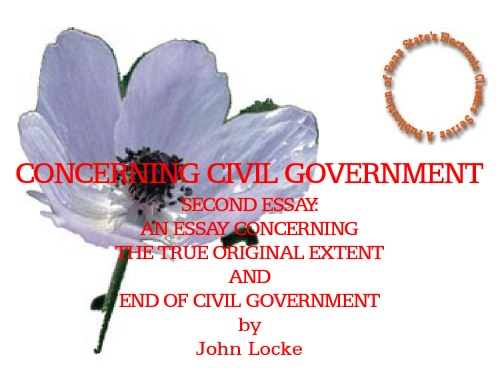 A Publication of Penn State's Electronic Classics Series
CONCERNING CIVIL GOVERNMENT
SECOND ESSAY:
AN ESSAY CONCERNING
THE TRUE ORIGINAL EXTENT
AND
END OF CIVIL GOVERNMENT
by
John Locke